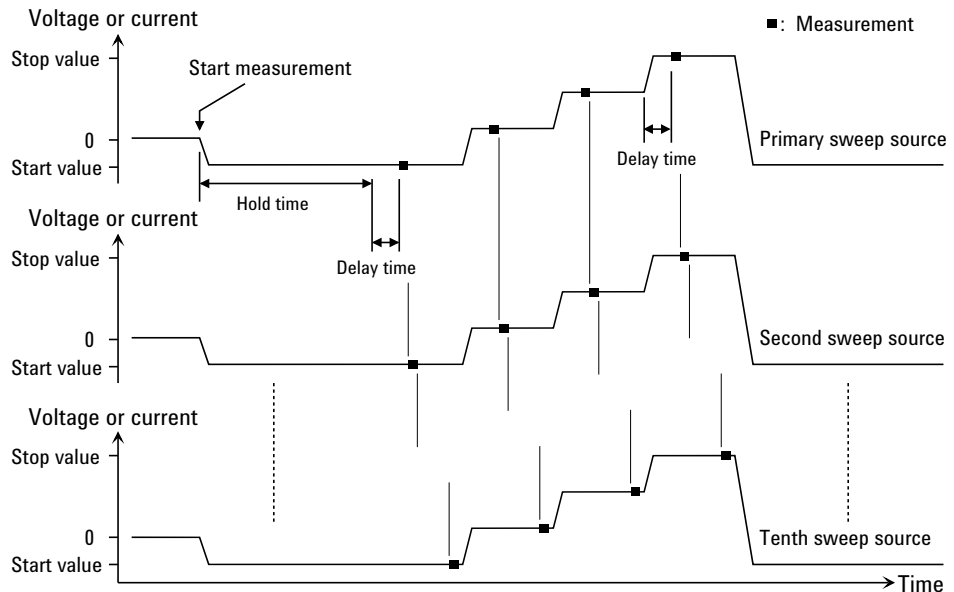 Voltage or current
■: Measurement
Stop value
Start measurement
0
Primary sweep source
Start value
Delay time
Hold time
Voltage or current
Delay time
Stop value
0
Second sweep source
Start value
Voltage or current
Stop value
0
Tenth sweep source
Start value
Time